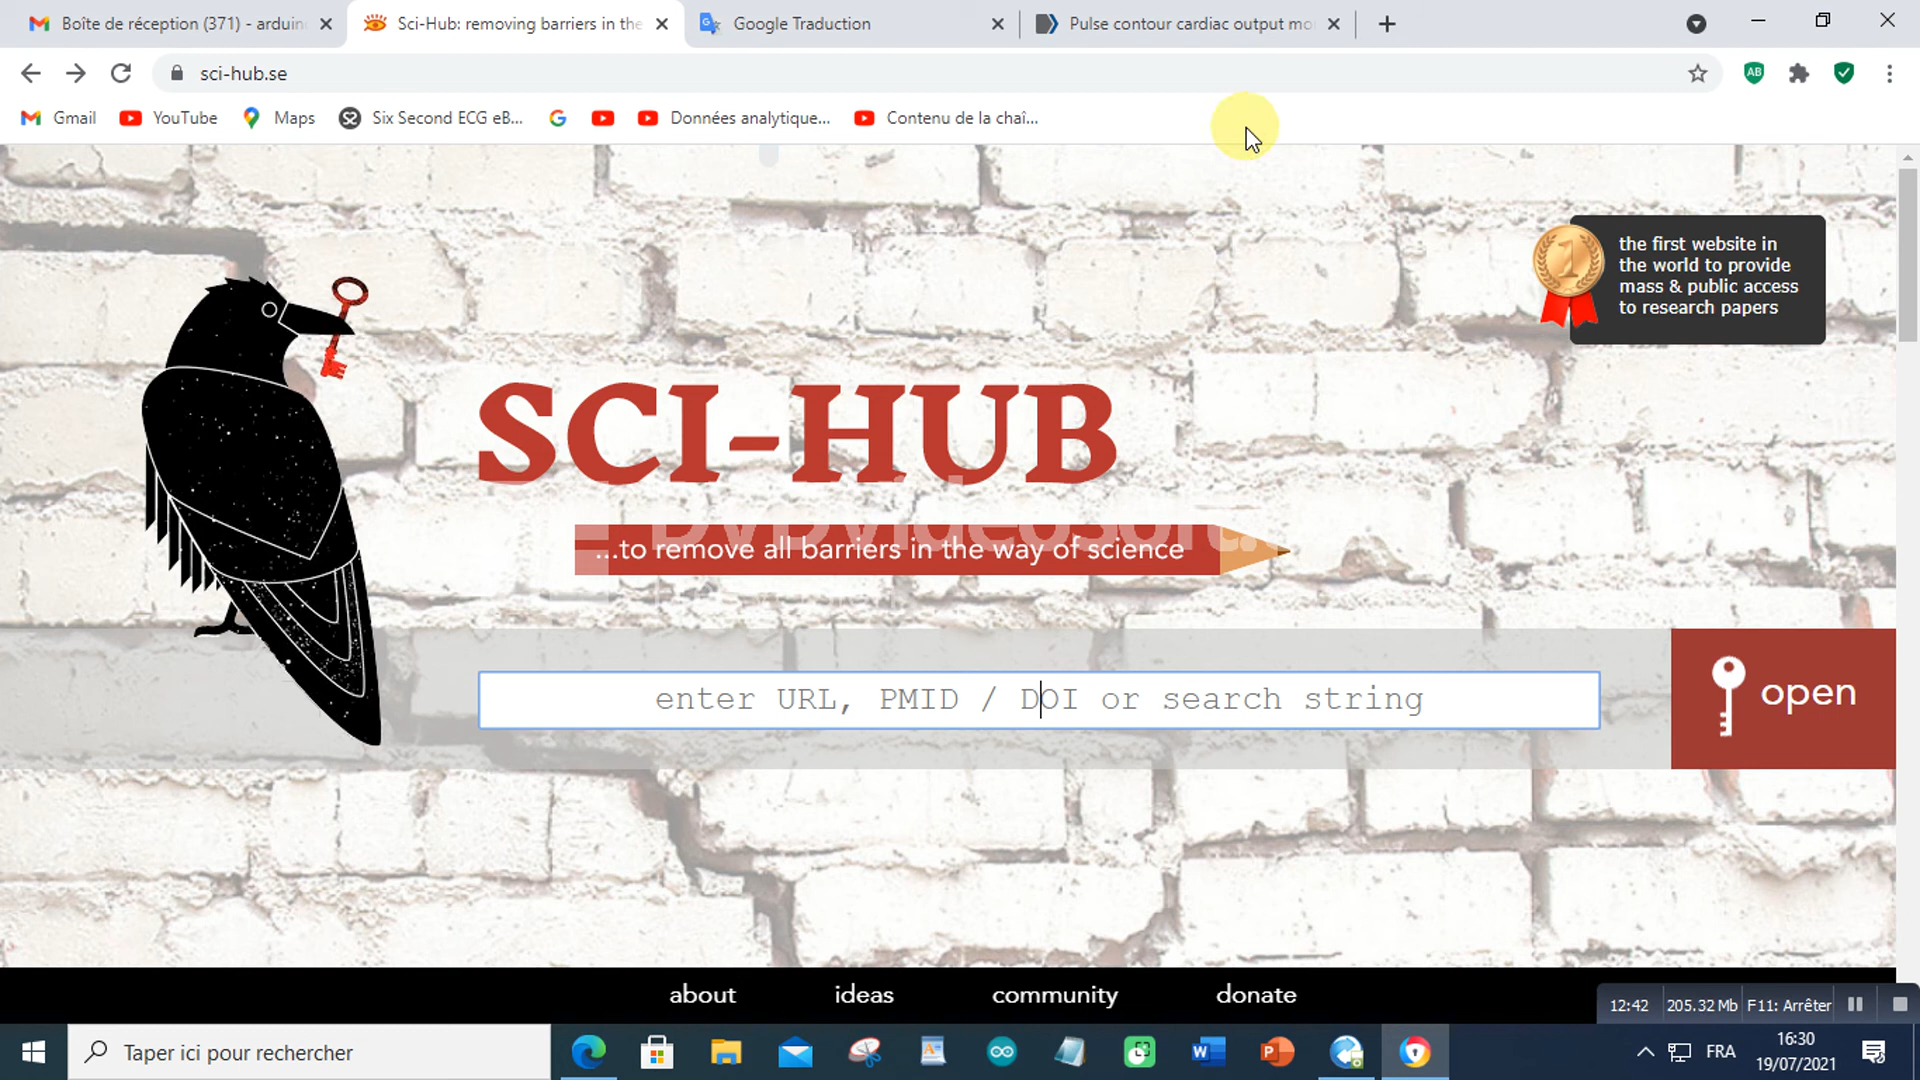 Boîte de réception (371) - arduin
Sci-Hub: removing barriers in the
Google Traduction
Pulse contour cardiac output mo
sci-hub.se
AB
Gmail
YouTube
Maps
S2
Six Second ECG eB...
Données analytique...
Contenu de la chaî...
1
the first website in
the world to provide
mass & public access
to research papers
SCI-HUB
DVDVideoSoft.
...to remove all barriers in the way of science
enter URL, PMID / DOI or search string
open
about
ideas
community
donate
12:42
205.32 Mb
F11: Arrêter
Taper ici pour rechercher
FRA
16:30
19/07/2021